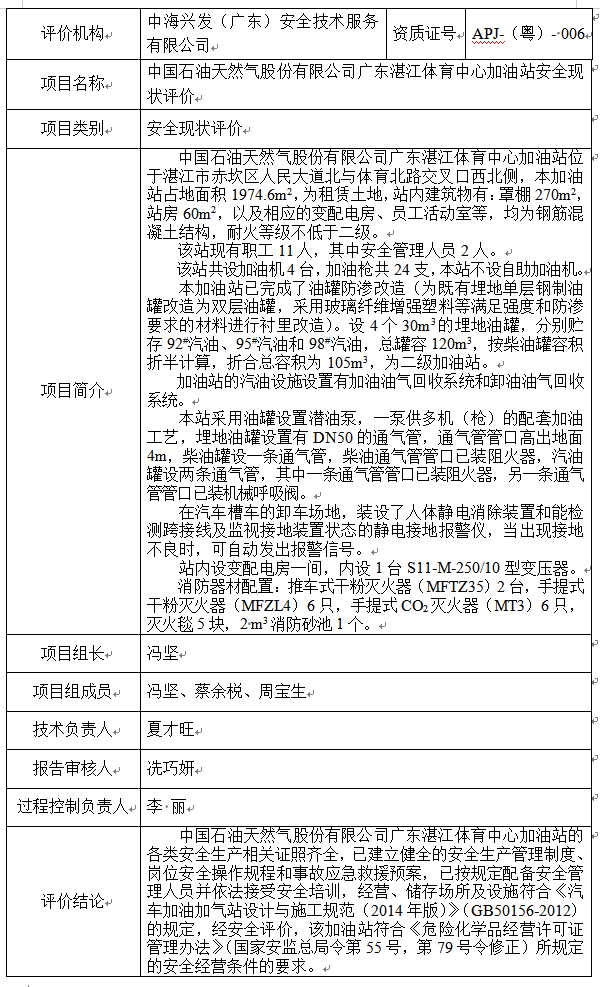 评价机构
中海兴发（广东）安全技术服务
有限公司
资质证号
APJ-（粤）-006
项目名称
中国石油天然气股份有限公司广东湛江体育中心加油站安全现
状评价
项目类别
安全现状评价
项目简介
中国石油天然气股份有限公司广东湛江体育中心加油站位
于湛江市赤坎区人民大道北与体育北路交叉口西北侧，本加油
站占地面积 1974.6m²，为租赁土地，站内建筑物有：罩棚 270m²，
站房 60m²，以及相应的变配电房、员工活动室等，均为钢筋混
凝土结构，耐火等级不低于二级。
该站现有职工 11 人，其中安全管理人员 2 人。
该站共设加油机 4 台，加油枪共 24 支，本站不设自助加油机。
本加油站已完成了油罐防渗改造（为既有埋地单层钢制油
罐改造为双层油罐，采用玻璃纤维增强塑料等满足强度和防渗
要求的材料进行衬里改造）。设 4 个 30m³的埋地油罐，分别贮
存 92#汽油、95#汽油和 98#汽油，总罐容 120m³，按柴油罐容积
折半计算，折合总容积为 105m³，为二级加油站。
加油站的汽油设施设置有加油油气回收系统和卸油油气回收
系统。
本站采用油罐设置潜油泵，一泵供多机（枪）的配套加油
工艺，埋地油罐设置有 DN50 的通气管，通气管管口高出地面
4m，柴油罐设一条通气管，柴油通气管管口已装阻火器，汽油
罐设两条通气管，其中一条通气管管口已装阻火器，另一条通气
管管口已装机械呼吸阀。
在汽车槽车的卸车场地，装设了人体静电消除装置和能检
测跨接线及监视接地装置状态的静电接地报警仪，当出现接地
不良时，可自动发出报警信号。
站内设变配电房一间，内设 1 台 S11-M-250/10 型变压器。
消防器材配置：推车式干粉灭火器（MFTZ35）2 台，手提式
干粉灭火器（MFZL4）6 只，手提式 CO₂ 灭火器（MT3）6 只，
灭火毯 5 块，2 m³ 消防砂池 1 个。
项目组长
冯坚
项目组成员
冯坚、蔡余棁、周宝生
技术负责人
夏才旺
报告审核人
冼巧妍
过程控制负责人
李 丽
评价结论
中国石油天然气股份有限公司广东湛江体育中心加油站的
各类安全生产相关证照齐全，已建立健全的安全生产管理制度、
岗位安全操作规程和事故应急救援预案，已按规定配备安全管
理人员并依法接受安全培训，经营、储存场所及设施符合《汽
车加油加气站设计与施工规范（2014 年版）》（GB50156-2012）
的规定，经安全评价，该加油站符合《危险化学品经营许可证
管理办法》（国家安监总局令第 55 号，第 79 号令修正）所规定
的安全经营条件的要求。